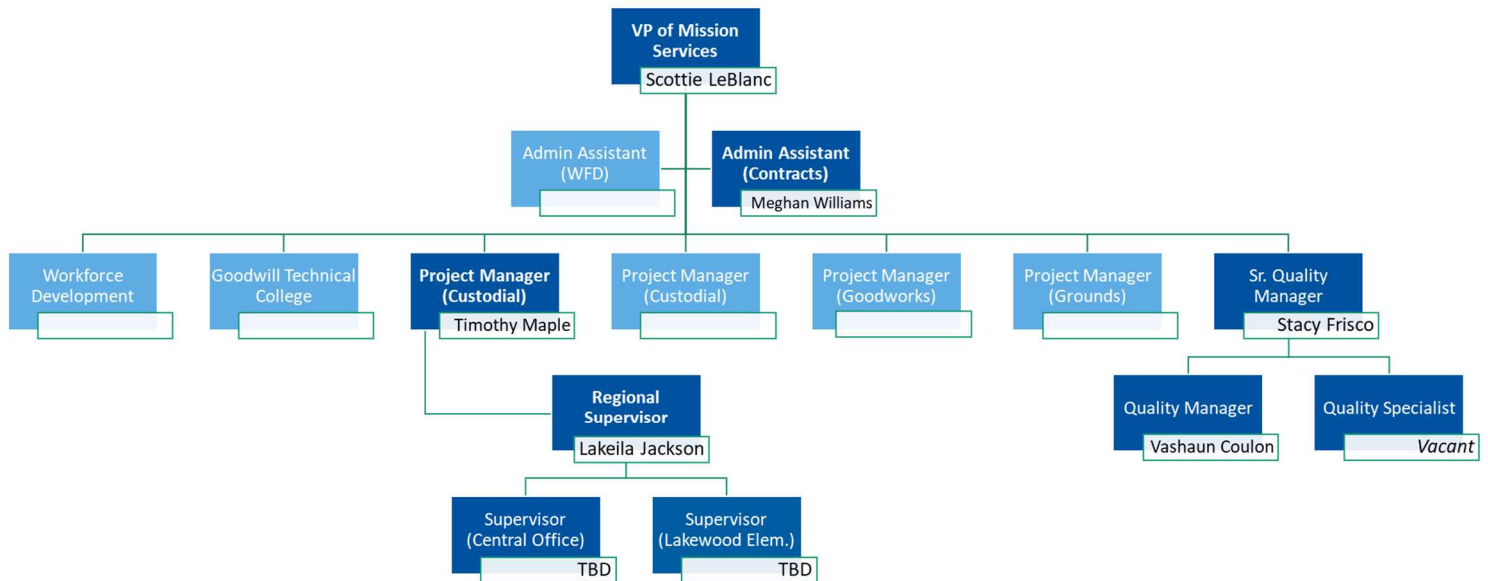 VP of Mission
Services
Scottie LeBlanc
Admin Assistant
(WFD)
Admin Assistant
(Contracts)
Meghan Williams
Workforce
Development
Goodwill Technical
College
Project Manager
(Custodial)
Timothy Maple
Project Manager
(Custodial)
Project Manager
(Goodworks)
Project Manager
(Grounds)
Sr. Quality
Manager
Stacy Frisco
Regional
Supervisor
Lakeila Jackson
Quality Manager
Vashaun Coulon
Quality Specialist
Vacant
Supervisor
(Central Office)
TBD
Supervisor
(Lakewood Elem.)
TBD